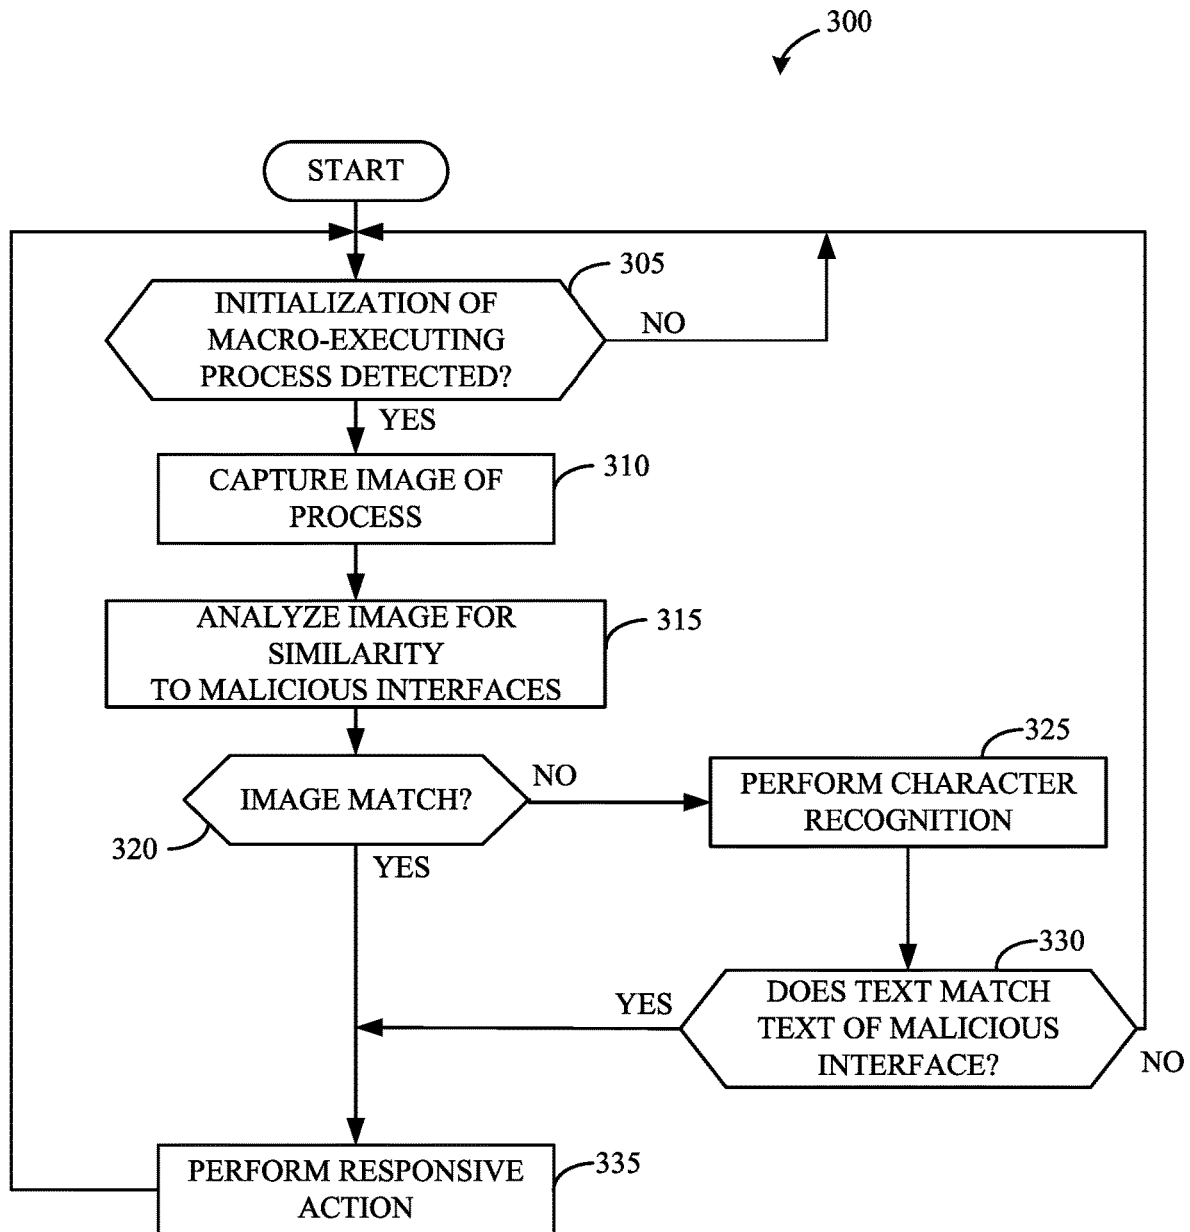 300
START
305
INITIALIZATION OF
MACRO-EXECUTING
PROCESS DETECTED?
NO
YES
310
CAPTURE IMAGE OF
PROCESS
315
ANALYZE IMAGE FOR
SIMILARITY
TO MALICIOUS INTERFACES
320
IMAGE MATCH?
NO
YES
325
PERFORM CHARACTER
RECOGNITION
330
DOES TEXT MATCH
TEXT OF MALICIOUS
INTERFACE?
YES
NO
335
PERFORM RESPONSIVE
ACTION